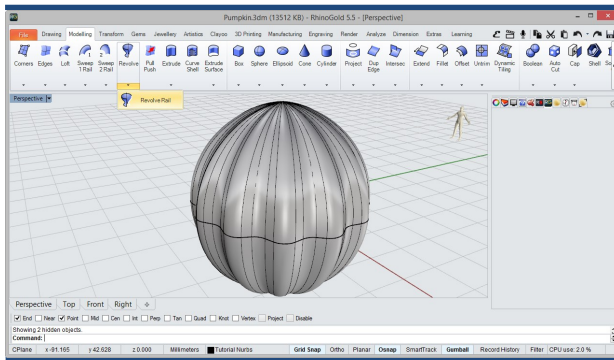 Pumpkin.3dm (13512 KB) - RhinoGold 5.5 - [Perspective]
File Drawing Modelling Transform Gems Jewellery Artistics Clayoo 3D Printing Manufacturing Engraving Render Analyze Dimension Extras Learning
Corners Edges Loft Sweep 1 Rail Sweep 2 Rail Revolve Pull Push Extrude Curve Shell Extrude Surface Box Sphere Ellipsoid Cone Cylinder Project Dup Edge Intersec Extend Fillet Offset Untrim Dynamic Tiling Boolean Auto Cut Cap Shell
Perspective
Revolve Rail
Perspective Top Front Right
End Near Point Mid Cen Int Perp Tan Quad Knot Vertex Project Disable
Showing 2 hidden objects.
Command:
CPlane x -91.165 y 42.628 z 0.000 Millimeters Tutorial Nurbs Grid Snap Ortho Planar Osnap SmartTrack Gumball Record History Filter CPU use: 2.0 %